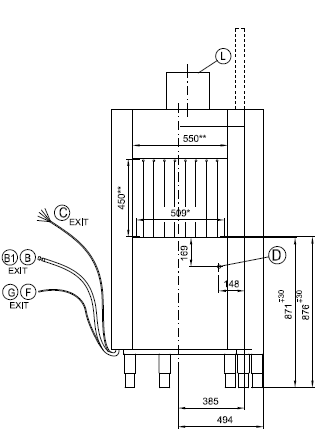 L
550**
450**
509*
C
EXIT
169
D
B1 B
EXIT
148
G F
EXIT
871 ∓30
876 ∓30
385
494